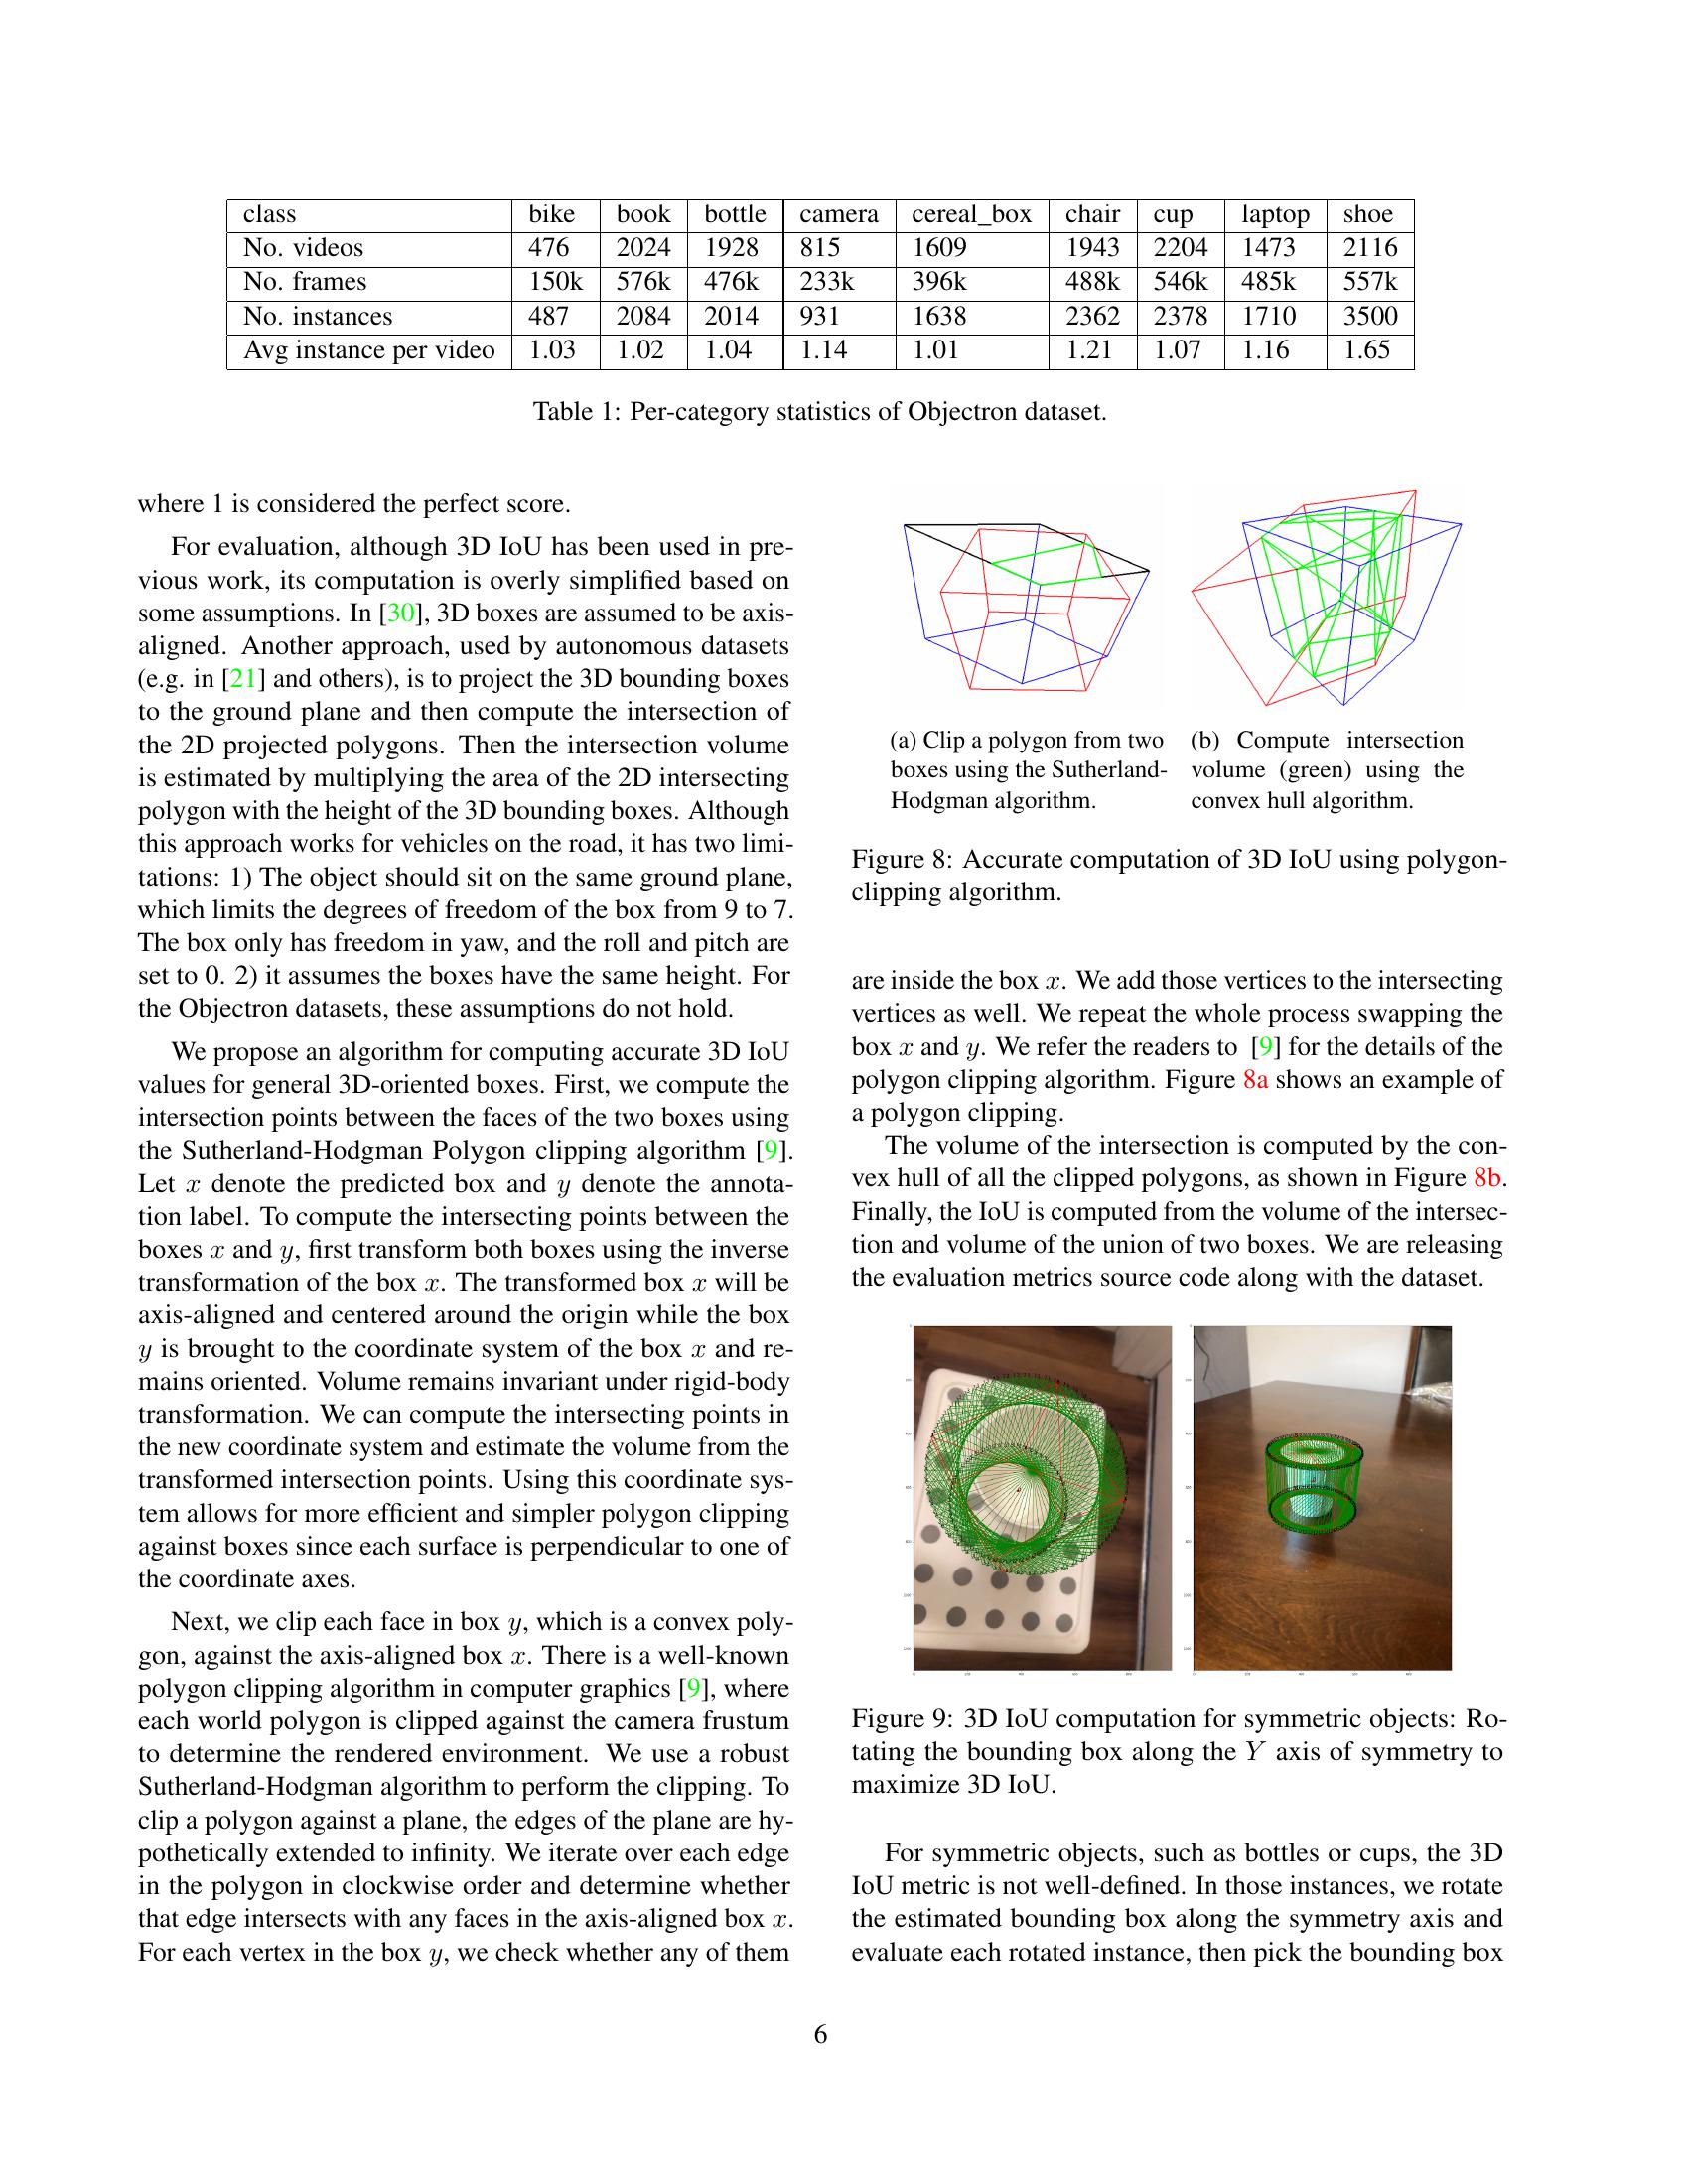 class bike book bottle camera cereal_box chair cup laptop shoe
No. videos 476 2024 1928 815 1609 1943 2204 1473 2116
No. frames 150k 576k 476k 233k 396k 488k 546k 485k 557k
No. instances 487 2084 2014 931 1638 2362 2378 1710 3500
Avg instance per video 1.03 1.02 1.04 1.14 1.01 1.21 1.07 1.16 1.65
Table 1: Per-category statistics of Objectron dataset.
where 1 is considered the perfect score.
For evaluation, although 3D IoU has been used in pre-
vious work, its computation is overly simplified based on
some assumptions. In [30], 3D boxes are assumed to be axis-
aligned. Another approach, used by autonomous datasets
(e.g. in [21] and others), is to project the 3D bounding boxes
to the ground plane and then compute the intersection of
the 2D projected polygons. Then the intersection volume
is estimated by multiplying the area of the 2D intersecting
polygon with the height of the 3D bounding boxes. Although
this approach works for vehicles on the road, it has two limi-
tations: 1) The object should sit on the same ground plane,
which limits the degrees of freedom of the box from 9 to 7.
The box only has freedom in yaw, and the roll and pitch are
set to 0. 2) it assumes the boxes have the same height. For
the Objectron datasets, these assumptions do not hold.
We propose an algorithm for computing accurate 3D IoU
values for general 3D-oriented boxes. First, we compute the
intersection points between the faces of the two boxes using
the Sutherland-Hodgman Polygon clipping algorithm [9].
Let x denote the predicted box and y denote the annota-
tion label. To compute the intersecting points between the
boxes x and y, first transform both boxes using the inverse
transformation of the box x. The transformed box x will be
axis-aligned and centered around the origin while the box
y is brought to the coordinate system of the box x and re-
mains oriented. Volume remains invariant under rigid-body
transformation. We can compute the intersecting points in
the new coordinate system and estimate the volume from the
transformed intersection points. Using this coordinate sys-
tem allows for more efficient and simpler polygon clipping
against boxes since each surface is perpendicular to one of
the coordinate axes.
Next, we clip each face in box y, which is a convex poly-
gon, against the axis-aligned box x. There is a well-known
polygon clipping algorithm in computer graphics [9], where
each world polygon is clipped against the camera frustum
to determine the rendered environment. We use a robust
Sutherland-Hodgman algorithm to perform the clipping. To
clip a polygon against a plane, the edges of the plane are hy-
pothetically extended to infinity. We iterate over each edge
in the polygon in clockwise order and determine whether
that edge intersects with any faces in the axis-aligned box x.
For each vertex in the box y, we check whether any of them
(a) Clip a polygon from two
boxes using the Sutherland-
Hodgman algorithm.
(b) Compute intersection
volume (green) using the
convex hull algorithm.
Figure 8: Accurate computation of 3D IoU using polygon-
clipping algorithm.
are inside the box x. We add those vertices to the intersecting
vertices as well. We repeat the whole process swapping the
box x and y. We refer the readers to [9] for the details of the
polygon clipping algorithm. Figure 8a shows an example of
a polygon clipping.
The volume of the intersection is computed by the con-
vex hull of all the clipped polygons, as shown in Figure 8b.
Finally, the IoU is computed from the volume of the intersec-
tion and volume of the union of two boxes. We are releasing
the evaluation metrics source code along with the dataset.
Figure 9: 3D IoU computation for symmetric objects: Ro-
tating the bounding box along the Y axis of symmetry to
maximize 3D IoU.
For symmetric objects, such as bottles or cups, the 3D
IoU metric is not well-defined. In those instances, we rotate
the estimated bounding box along the symmetry axis and
evaluate each rotated instance, then pick the bounding box
6